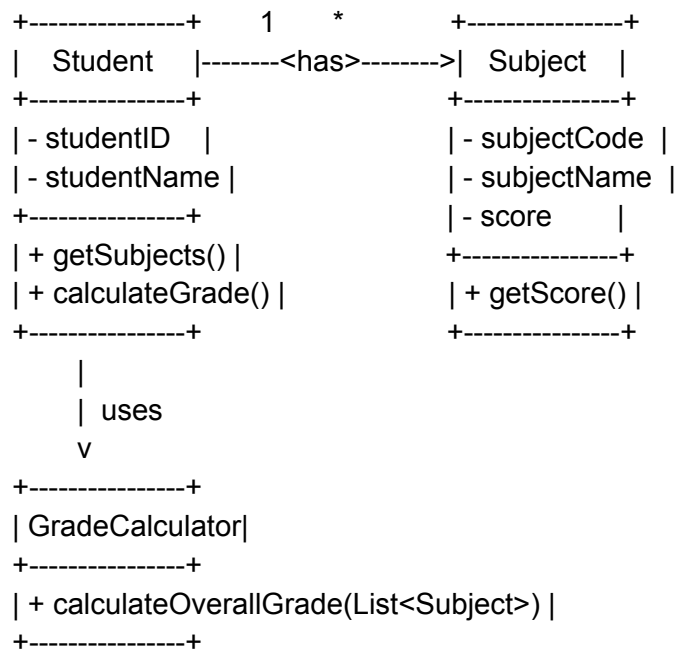 +----------------+ 1 * +----------------+
| Student |--------<has>-------->| Subject |
+----------------+ +----------------+
| - studentID | | - subjectCode |
| - studentName | | - subjectName |
+----------------+ | - score |
| + getSubjects() | +----------------+
| + calculateGrade() | | + getScore() |
+----------------+ +----------------+
|
| uses
v
+----------------+
| GradeCalculator|
+----------------+
| + calculateOverallGrade(List<Subject>) |
+----------------+